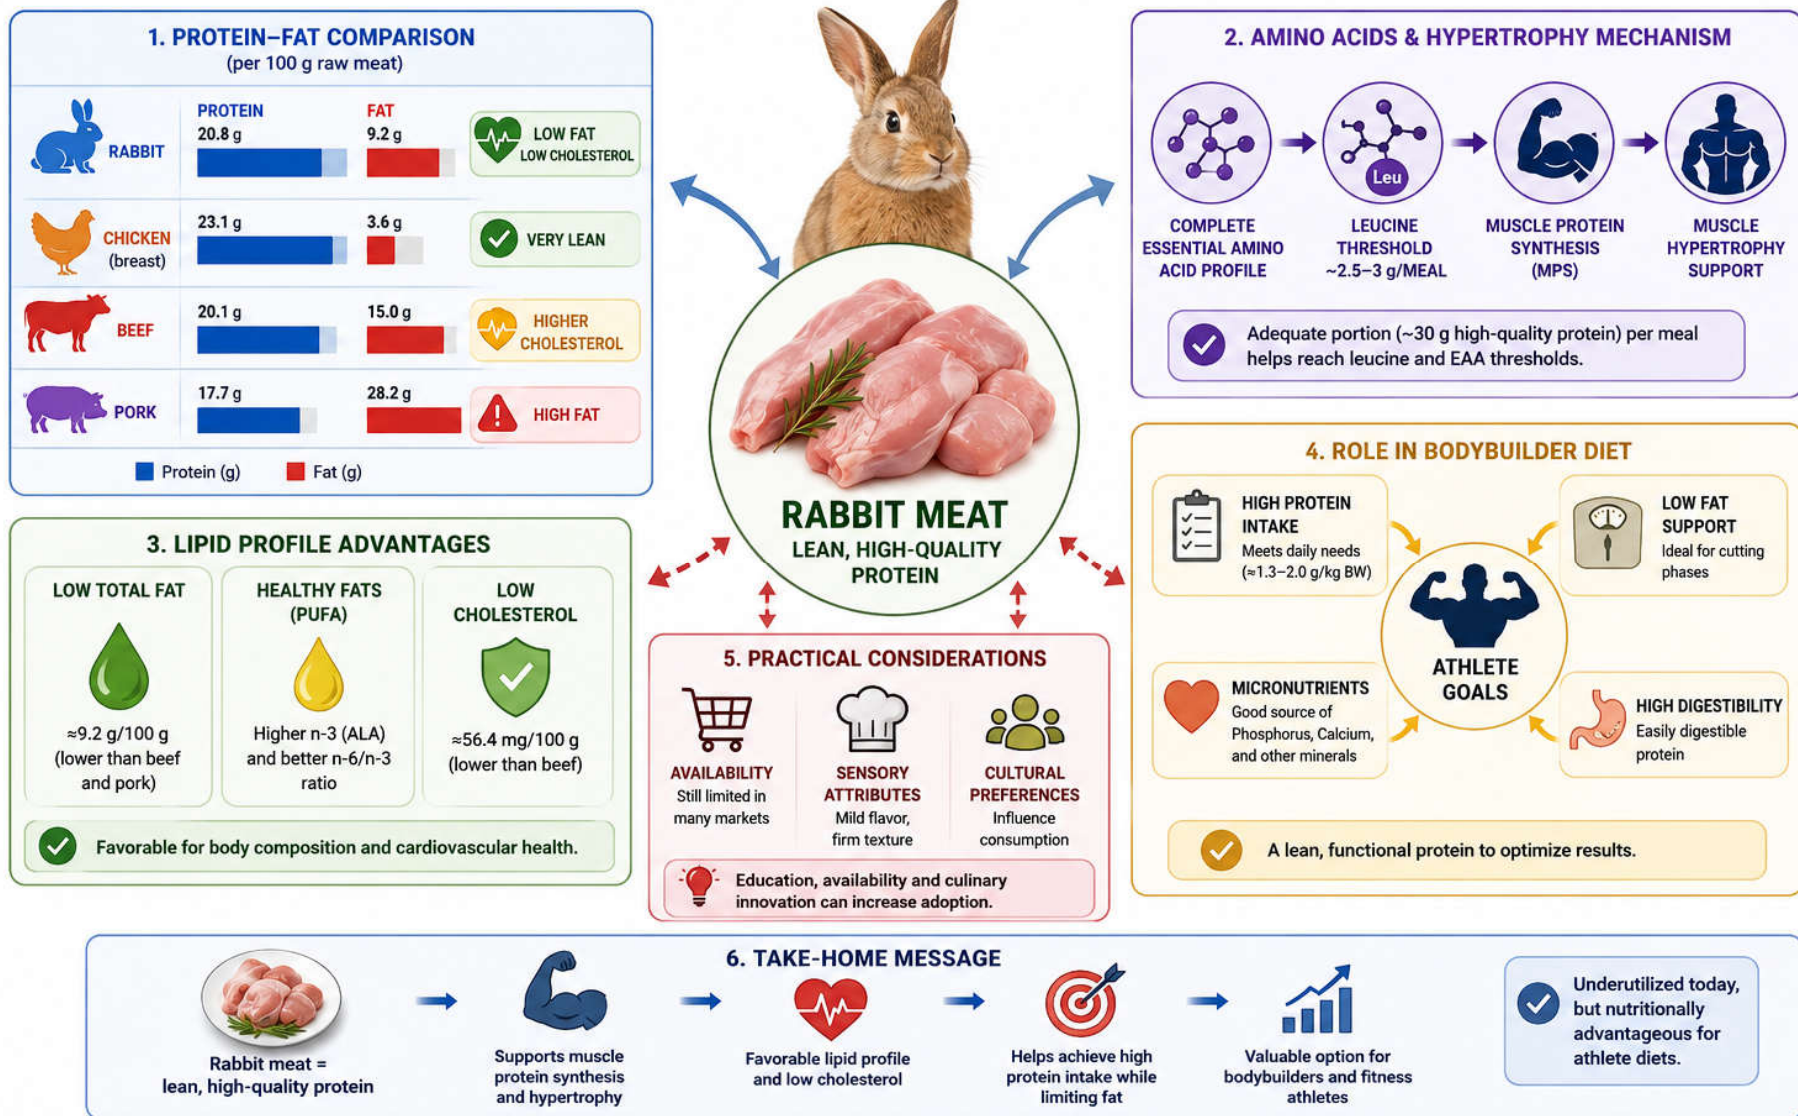 1. PROTEIN–FAT COMPARISON
(per 100 g raw meat)
PROTEIN
FAT
RABBIT
20.8 g
9.2 g
LOW FAT
LOW CHOLESTEROL
CHICKEN
(breast)
23.1 g
3.6 g
VERY LEAN
BEEF
20.1 g
15.0 g
HIGHER
CHOLESTEROL
PORK
17.7 g
28.2 g
HIGH FAT
Protein (g)
Fat (g)
RABBIT MEAT
LEAN, HIGH-QUALITY
PROTEIN
2. AMINO ACIDS & HYPERTROPHY MECHANISM
Leu
COMPLETE
ESSENTIAL AMINO
ACID PROFILE
LEUCINE
THRESHOLD
~2.5–3 g/MEAL
MUSCLE PROTEIN
SYNTHESIS
(MPS)
MUSCLE
HYPERTROPHY
SUPPORT
Adequate portion (~30 g high-quality protein) per meal
helps reach leucine and EAA thresholds.
3. LIPID PROFILE ADVANTAGES
LOW TOTAL FAT
≈9.2 g/100 g
(lower than beef
and pork)
HEALTHY FATS
(PUFA)
Higher n-3 (ALA)
and better n-6/n-3
ratio
LOW
CHOLESTEROL
≈56.4 mg/100 g
(lower than beef)
Favorable for body composition and cardiovascular health.
4. ROLE IN BODYBUILDER DIET
HIGH PROTEIN
INTAKE
Meets daily needs
(≈1.3–2.0 g/kg BW)
LOW FAT
SUPPORT
Ideal for cutting
phases
ATHLETE
GOALS
MICRONUTRIENTS
Good source of
Phosphorus, Calcium,
and other minerals
HIGH DIGESTIBILITY
Easily digestible
protein
A lean, functional protein to optimize results.
5. PRACTICAL CONSIDERATIONS
AVAILABILITY
Still limited in
many markets
SENSORY
ATTRIBUTES
Mild flavor,
firm texture
CULTURAL
PREFERENCES
Influence
consumption
Education, availability and culinary
innovation can increase adoption.
6. TAKE-HOME MESSAGE
Rabbit meat =
lean, high-quality protein
Supports muscle
protein synthesis
and hypertrophy
Favorable lipid profile
and low cholesterol
Helps achieve high
protein intake while
limiting fat
Valuable option for
bodybuilders and fitness
athletes
Underutilized today,
but nutritionally
advantageous for
athlete diets.